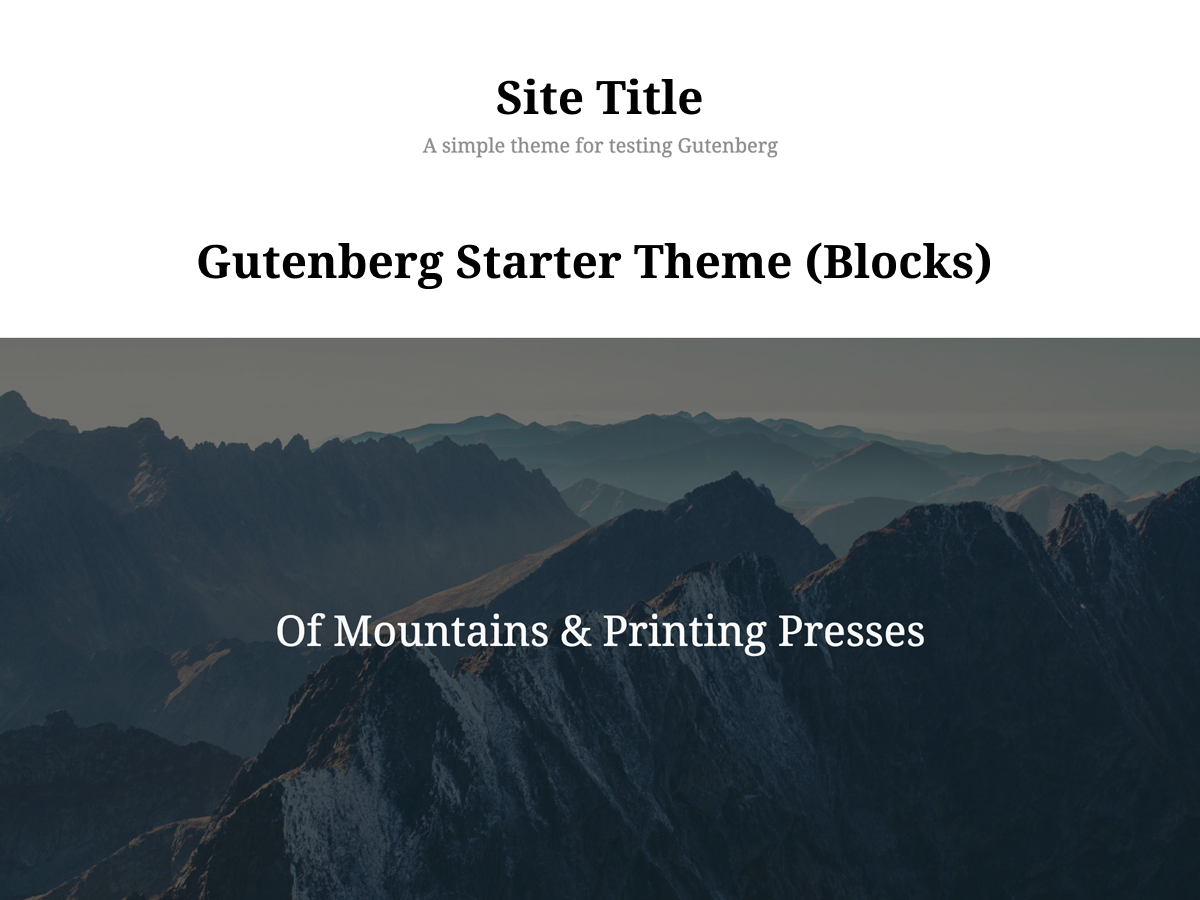 Site Title
A simple theme for testing Gutenberg
Gutenberg Starter Theme (Blocks)
Of Mountains & Printing Presses